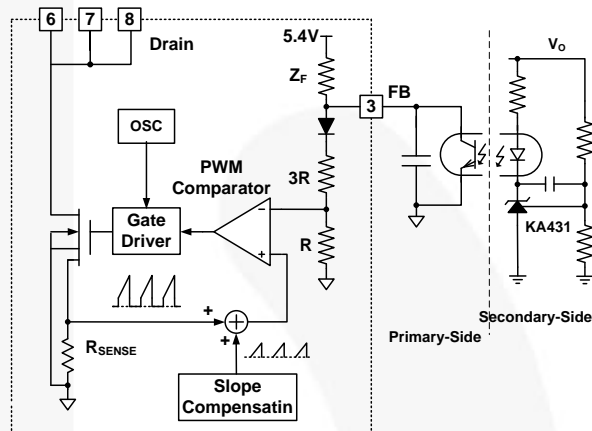 6 7 8
Drain
5.4V
ZF
3 FB
VO
OSC
PWM
Comparator
3R
Gate
Driver
−
+
R
KA431
+
+
RSENSE
Slope
Compensatin
Primary-Side
Secondary-Side